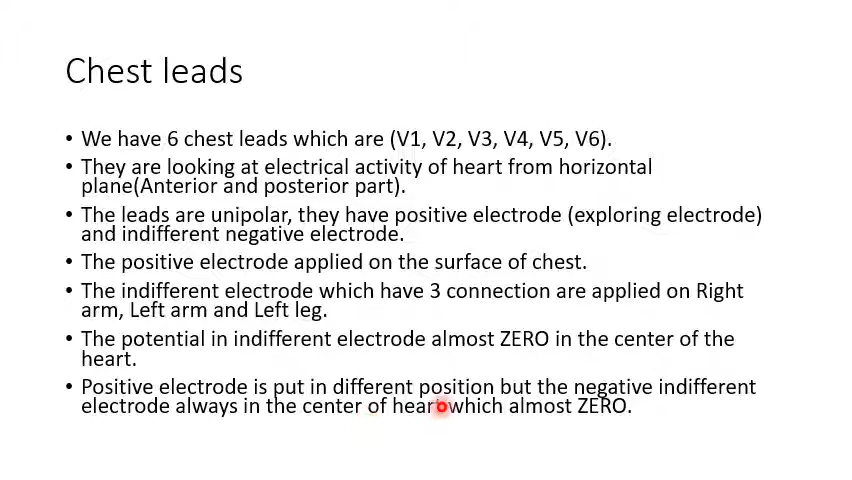 Chest leads
• We have 6 chest leads which are (V1, V2, V3, V4, V5, V6).
• They are looking at electrical activity of heart from horizontal
plane(Anterior and posterior part).
• The leads are unipolar, they have positive electrode (exploring electrode)
and indifferent negative electrode.
• The positive electrode applied on the surface of chest.
• The indifferent electrode which have 3 connection are applied on Right
arm, Left arm and Left leg.
• The potential in indifferent electrode almost ZERO in the center of the
heart.
• Positive electrode is put in different position but the negative indifferent
electrode always in the center of heart which almost ZERO.